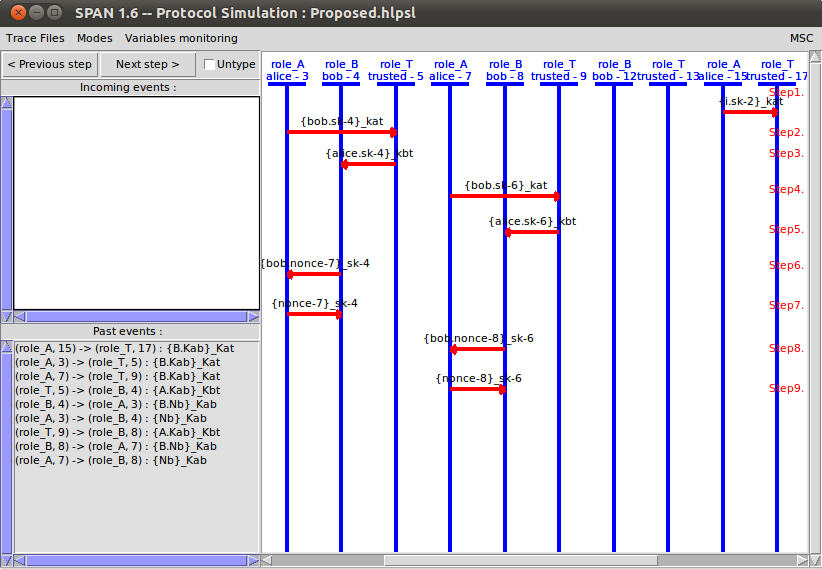 SPAN 1.6 -- Protocol Simulation : Proposed.hlpsl
Trace Files Modes Variables monitoring MSC
< Previous step Next step > Untype
Incoming events :
Past events :
(role_A, 15) -> (role_T, 17) : {B.Kab}_Kat
(role_A, 3) -> (role_T, 5) : {B.Kab}_Kat
(role_A, 7) -> (role_T, 9) : {B.Kab}_Kat
(role_T, 5) -> (role_B, 4) : {A.Kab}_Kbt
(role_B, 4) -> (role_A, 3) : {B.Nb}_Kab
(role_A, 3) -> (role_B, 4) : {Nb}_Kab
(role_T, 9) -> (role_B, 8) : {A.Kab}_Kbt
(role_B, 8) -> (role_A, 7) : {B.Nb}_Kab
(role_A, 7) -> (role_B, 8) : {Nb}_Kab
role_A role_B role_T role_A role_B role_T role_B role_T role_A role_T
alice - 3 bob - 4 trusted - 5 alice - 7 bob - 8 trusted - 9 bob - 12 trusted - 13 alice - 15 trusted - 17
Step1.
{i.sk-2}_kat
{bob.sk-4}_kat Step2.
{alice.sk-4}_kbt Step3.
{bob.sk-6}_kat Step4.
{alice.sk-6}_kbt Step5.
{bob.nonce-7}_sk-4 Step6.
{nonce-7}_sk-4 Step7.
{bob.nonce-8}_sk-6 Step8.
{nonce-8}_sk-6 Step9.